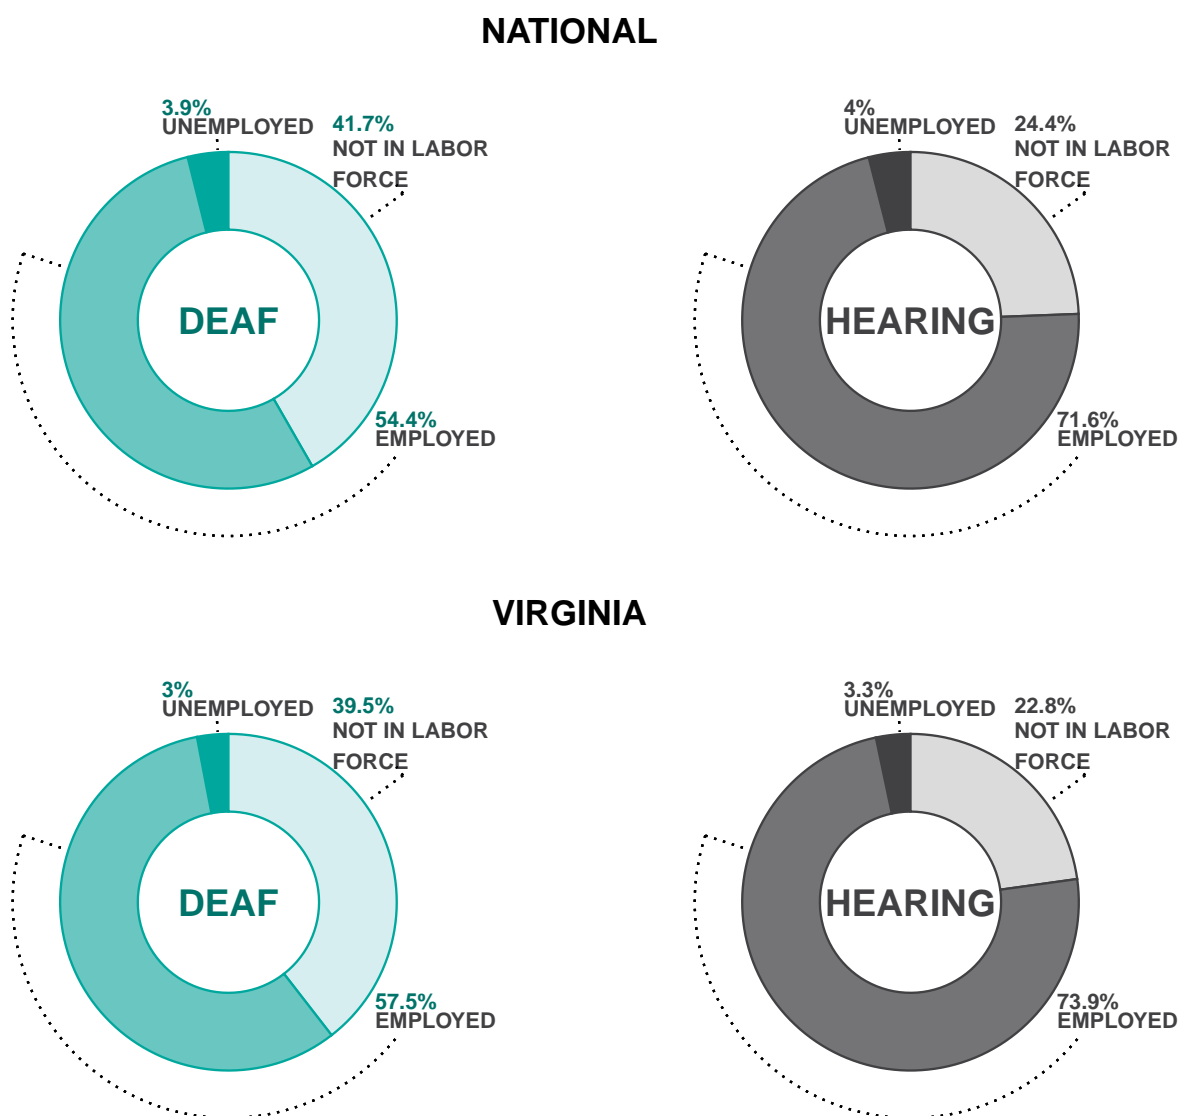 NATIONAL
3.9%
UNEMPLOYED
41.7%
NOT IN LABOR
FORCE
DEAF
54.4%
EMPLOYED
4%
UNEMPLOYED
24.4%
NOT IN LABOR
FORCE
HEARING
71.6%
EMPLOYED
VIRGINIA
3%
UNEMPLOYED
39.5%
NOT IN LABOR
FORCE
DEAF
57.5%
EMPLOYED
3.3%
UNEMPLOYED
22.8%
NOT IN LABOR
FORCE
HEARING
73.9%
EMPLOYED